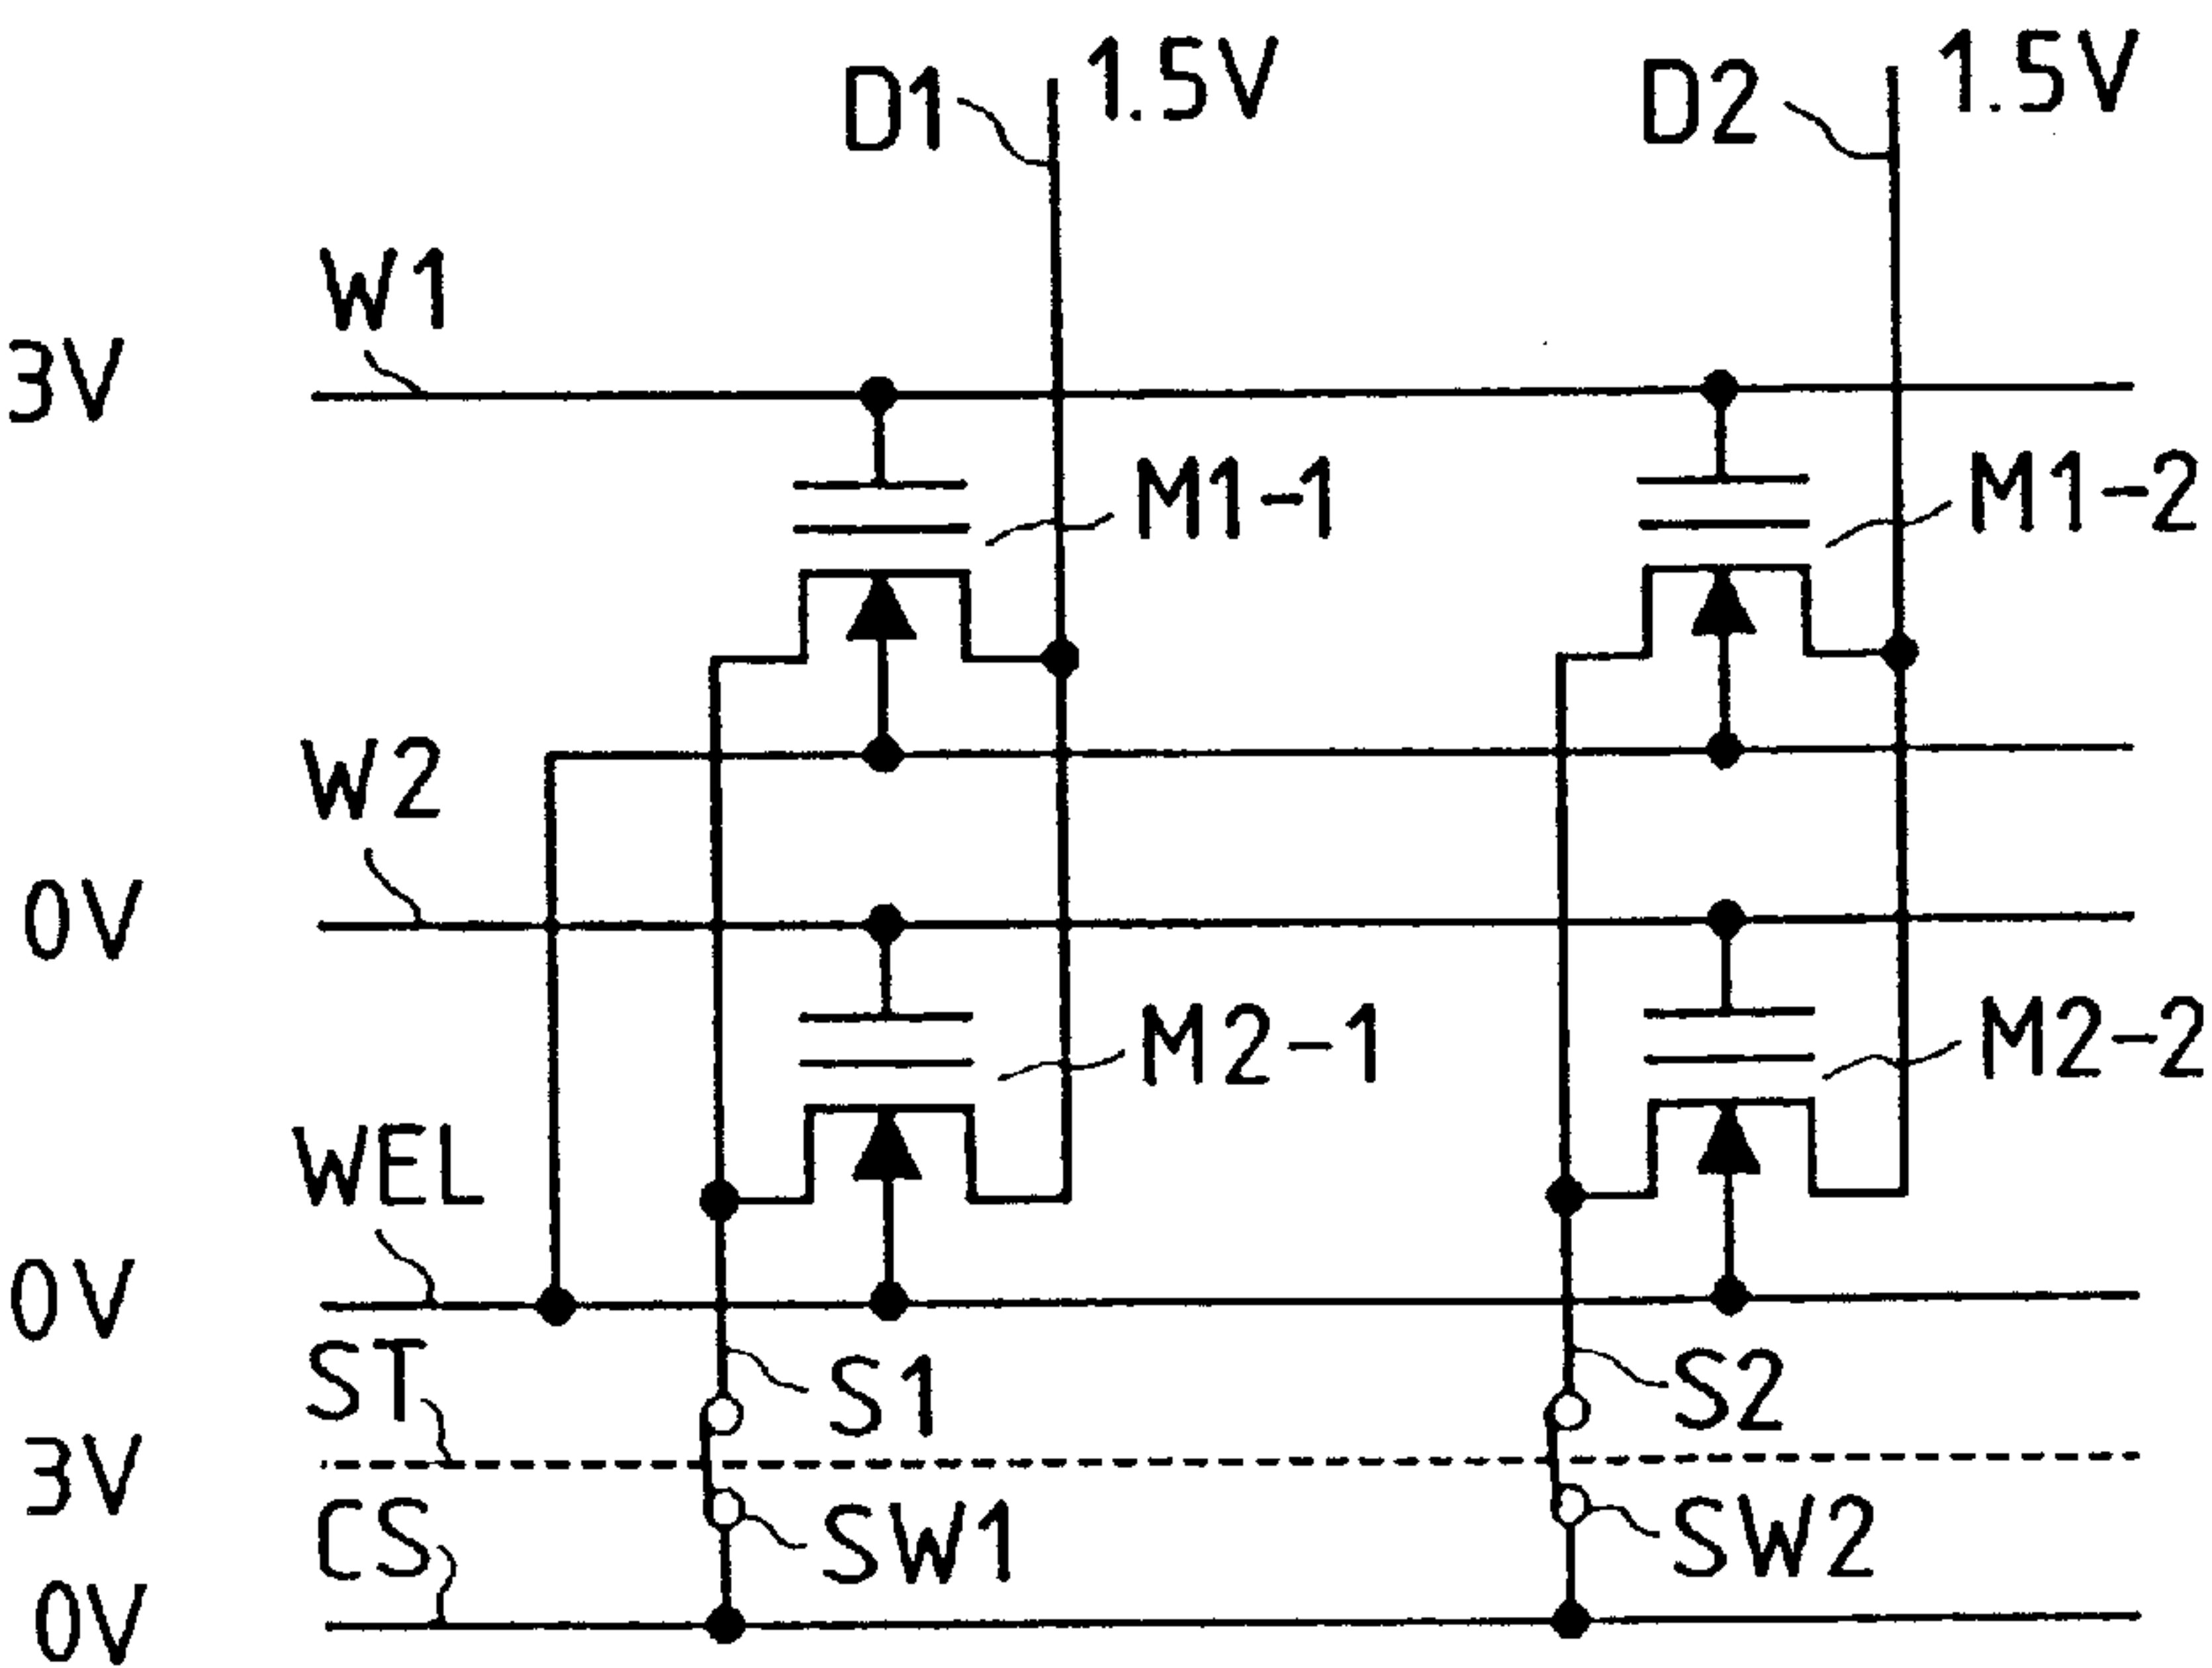 D1
1.5V
D2
1.5V
W1
3V
M1-1
M1-2
W2
0V
M2-1
M2-2
WEL
0V
ST
S1
S2
3V
CS
SW1
SW2
0V